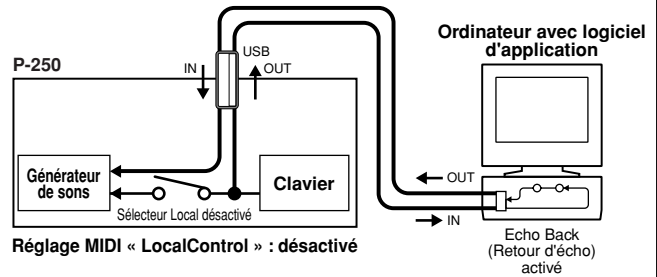 Ordinateur avec logiciel
d'application
P-250
IN
USB
OUT
Générateur
de sons
Sélecteur Local désactivé
Clavier
OUT
IN
Réglage MIDI « LocalControl » : désactivé
Echo Back
(Retour d'écho)
activé